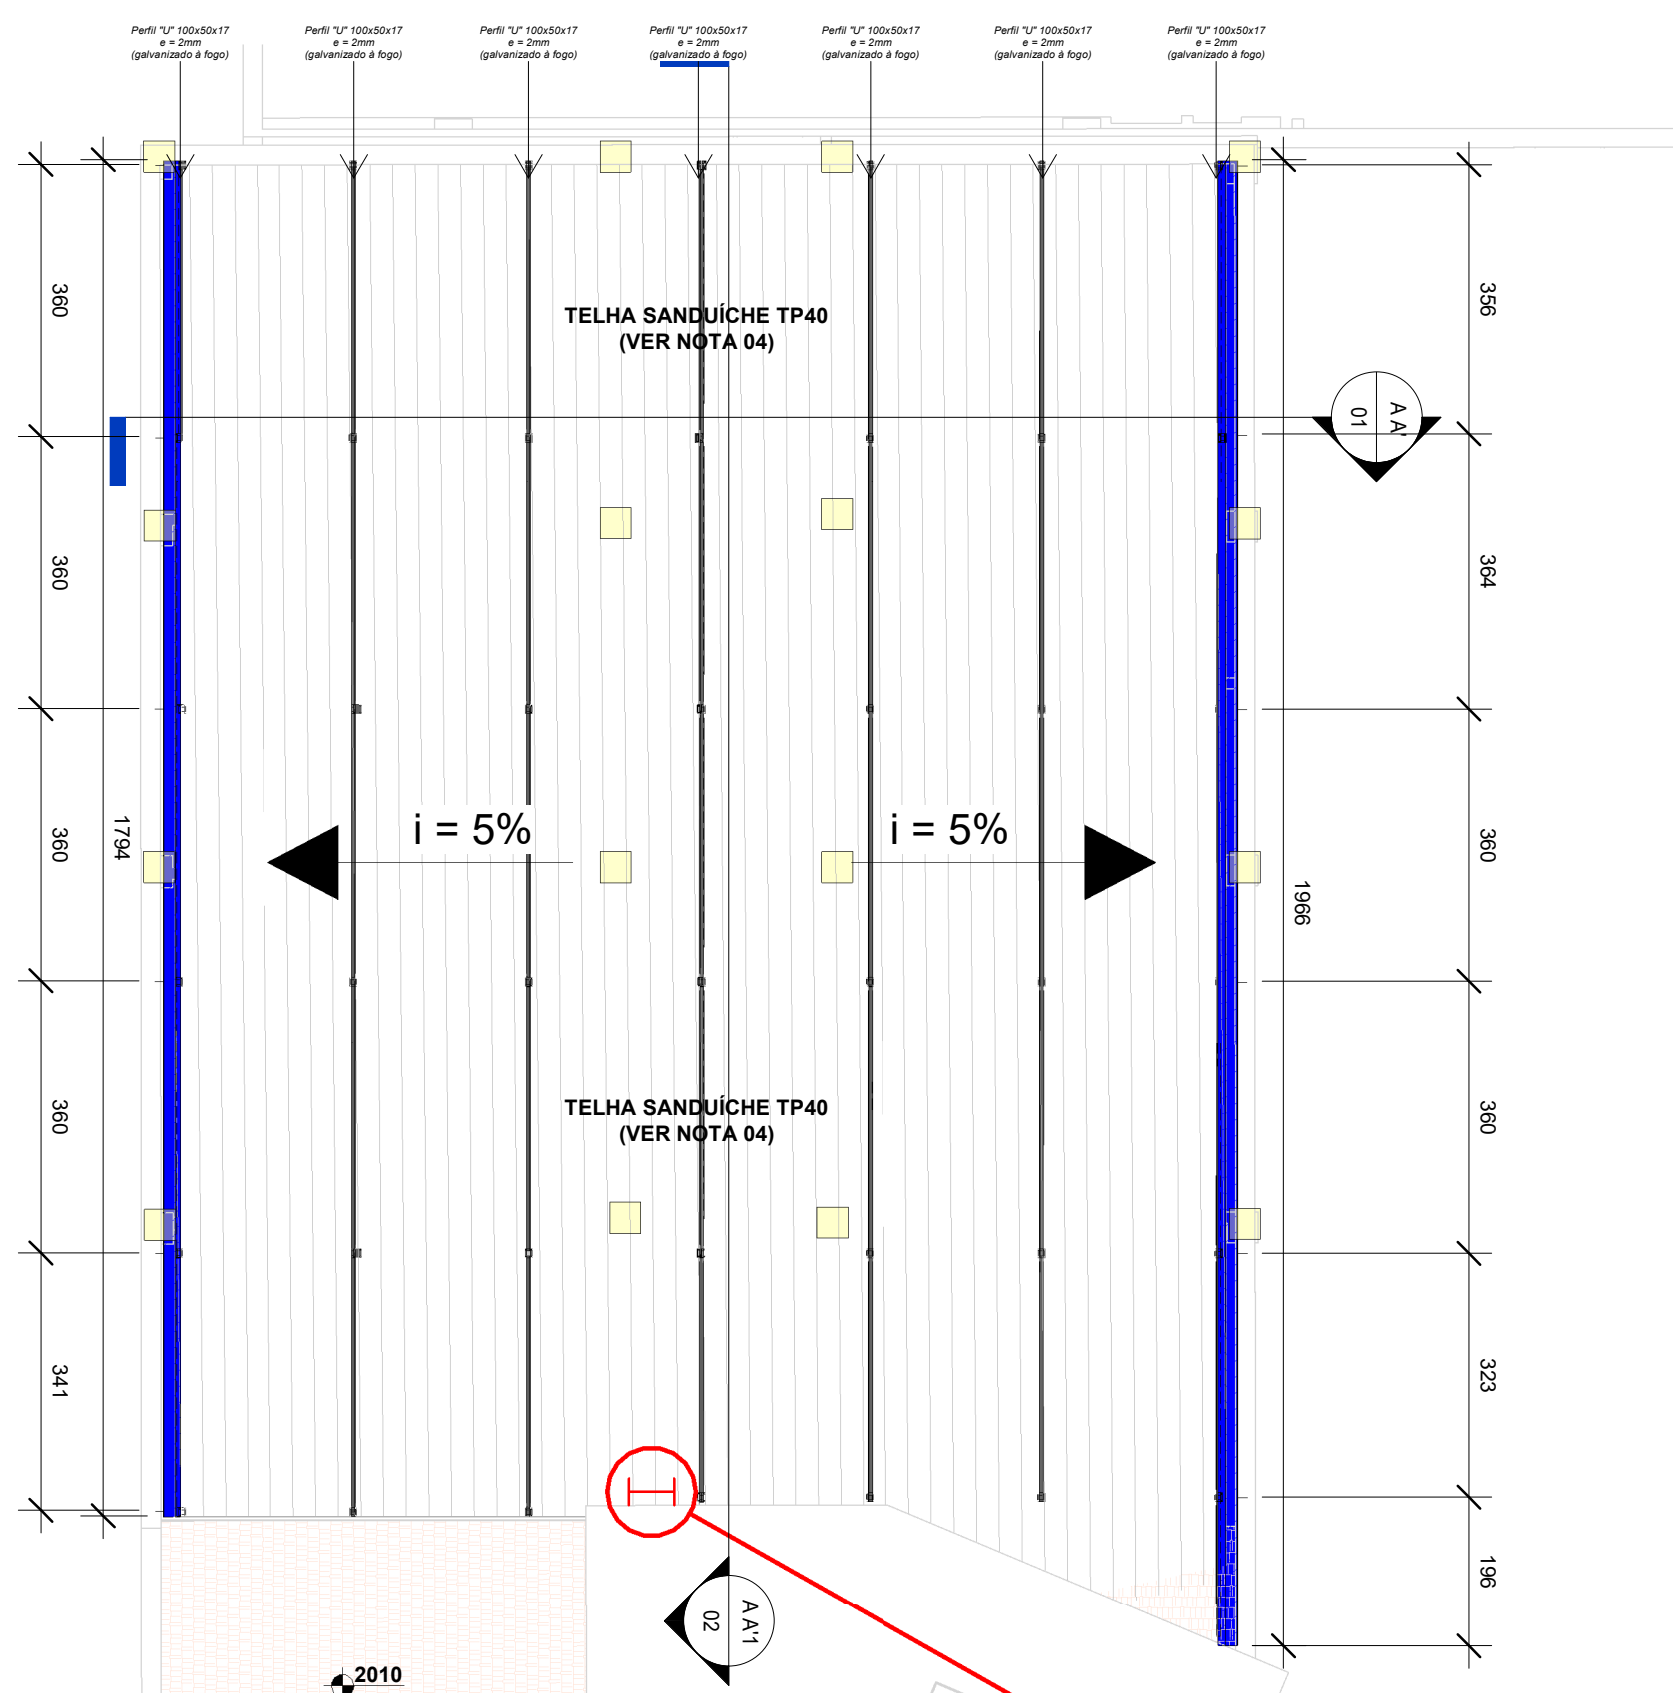 Perfil "U" 100x50x17
e = 2mm
(galvanizado à fogo)
Perfil "U" 100x50x17
e = 2mm
(galvanizado à fogo)
Perfil "U" 100x50x17
e = 2mm
(galvanizado à fogo)
Perfil "U" 100x50x17
e = 2mm
(galvanizado à fogo)
Perfil "U" 100x50x17
e = 2mm
(galvanizado à fogo)
Perfil "U" 100x50x17
e = 2mm
(galvanizado à fogo)
Perfil "U" 100x50x17
e = 2mm
(galvanizado à fogo)
360
TELHA SANDUÍCHE TP40
(VER NOTA 04)
356
A A'
01
360
364
360
1794
i = 5%
i = 5%
360
1966
360
TELHA SANDUÍCHE TP40
(VER NOTA 04)
360
341
323
196
A A'1
02
2010